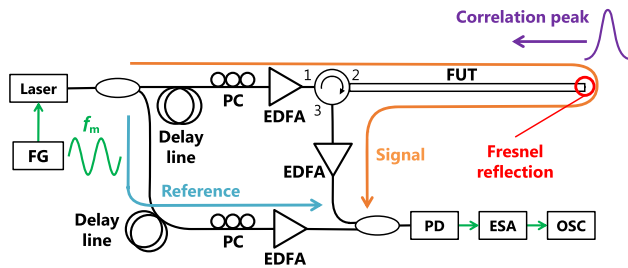 Correlation peak
Laser
1
2
3
FUT
PC
EDFA
Delay
line
fm
FG
EDFA
Signal
Fresnel
reflection
Reference
Delay
line
PC
EDFA
PD
ESA
OSC